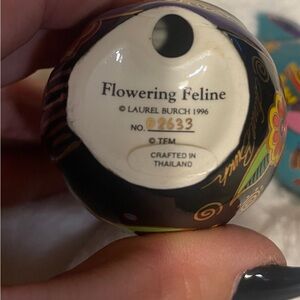 Flowering Feline
© LAUREL BURCH 1996
NO. 02633
© TFM
CRAFTED IN
THAILAND